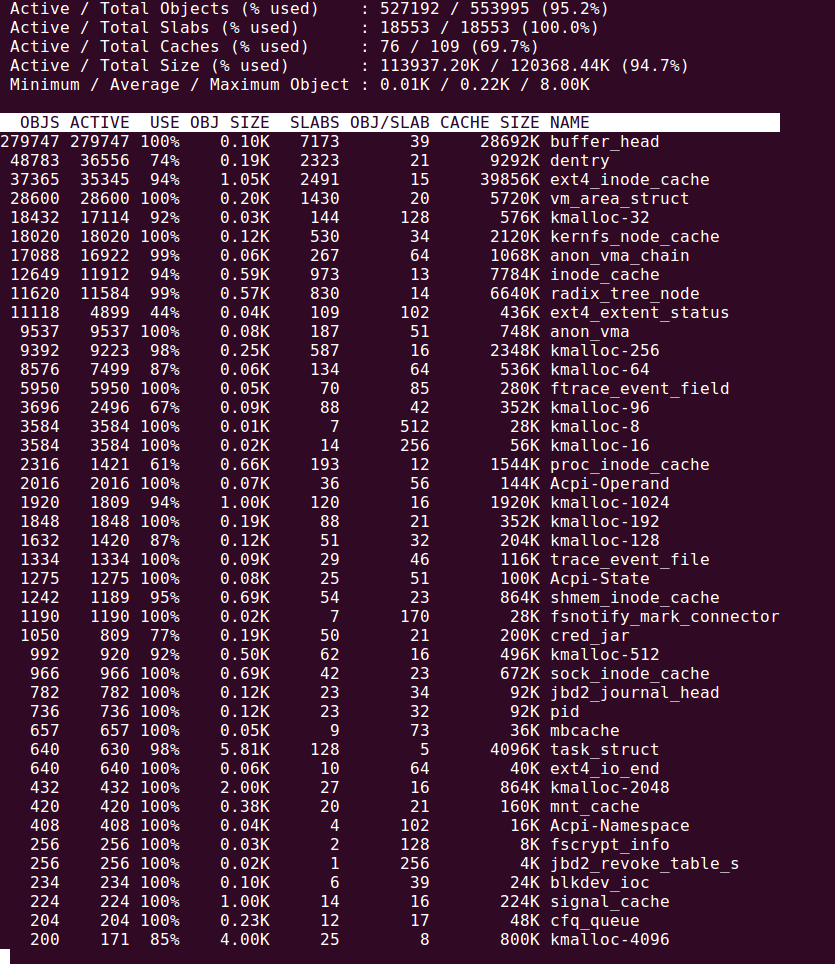 Active / Total Objects (% used)    : 527192 / 553995 (95.2%)
Active / Total Slabs (% used)      : 18553 / 18553 (100.0%)
Active / Total Caches (% used)     : 76 / 109 (69.7%)
Active / Total Size (% used)       : 113937.20K / 120368.44K (94.7%)
Minimum / Average / Maximum Object : 0.01K / 0.22K / 8.00K
OBJS ACTIVE  USE OBJ SIZE  SLABS OBJ/SLAB CACHE SIZE NAME
279747 279747 100%    0.10K   7173       39     28692K buffer_head
48783  36556  74%    0.19K   2323       21      9292K dentry
37365  35345  94%    1.05K   2491       15     39856K ext4_inode_cache
28600  28600 100%    0.20K   1430       20      5720K vm_area_struct
18432  17114  92%    0.03K    144      128       576K kmalloc-32
18020  18020 100%    0.12K    530       34      2120K kernfs_node_cache
17088  16922  99%    0.06K    267       64      1068K anon_vma_chain
12649  11912  94%    0.59K    973       13      7784K inode_cache
11620  11584  99%    0.57K    830       14      6640K radix_tree_node
11118   4899  44%    0.04K    109      102       436K ext4_extent_status
9537   9537 100%    0.08K    187       51       748K anon_vma
9392   9223  98%    0.25K    587       16      2348K kmalloc-256
8576   7499  87%    0.06K    134       64       536K kmalloc-64
5950   5950 100%    0.05K     70       85       280K ftrace_event_field
3696   2496  67%    0.09K     88       42       352K kmalloc-96
3584   3584 100%    0.01K      7      512        28K kmalloc-8
3584   3584 100%    0.02K     14      256        56K kmalloc-16
2316   1421  61%    0.66K    193       12      1544K proc_inode_cache
2016   2016 100%    0.07K     36       56       144K Acpi-Operand
1920   1809  94%    1.00K    120       16      1920K kmalloc-1024
1848   1848 100%    0.19K     88       21       352K kmalloc-192
1632   1420  87%    0.12K     51       32       204K kmalloc-128
1334   1334 100%    0.09K     29       46       116K trace_event_file
1275   1275 100%    0.08K     25       51       100K Acpi-State
1242   1189  95%    0.69K     54       23       864K shmem_inode_cache
1190   1190 100%    0.02K      7      170        28K fsnotify_mark_connector
1050    809  77%    0.19K     50       21       200K cred_jar
992    920  92%    0.50K     62       16       496K kmalloc-512
966    966 100%    0.69K     42       23       672K sock_inode_cache
782    782 100%    0.12K     23       34        92K jbd2_journal_head
736    736 100%    0.12K     23       32        92K pid
657    657 100%    0.05K      9       73        36K mbcache
640    630  98%    5.81K    128        5      4096K task_struct
640    640 100%    0.06K     10       64        40K ext4_io_end
432    432 100%    2.00K     27       16       864K kmalloc-2048
420    420 100%    0.38K     20       21       160K mnt_cache
408    408 100%    0.04K      4      102        16K Acpi-Namespace
256    256 100%    0.03K      2      128         8K fscrypt_info
256    256 100%    0.02K      1      256         4K jbd2_revoke_table_s
234    234 100%    0.10K      6       39        24K blkdev_ioc
224    224 100%    1.00K     14       16       224K signal_cache
204    204 100%    0.23K     12       17        48K cfq_queue
200    171  85%    4.00K     25        8       800K kmalloc-4096